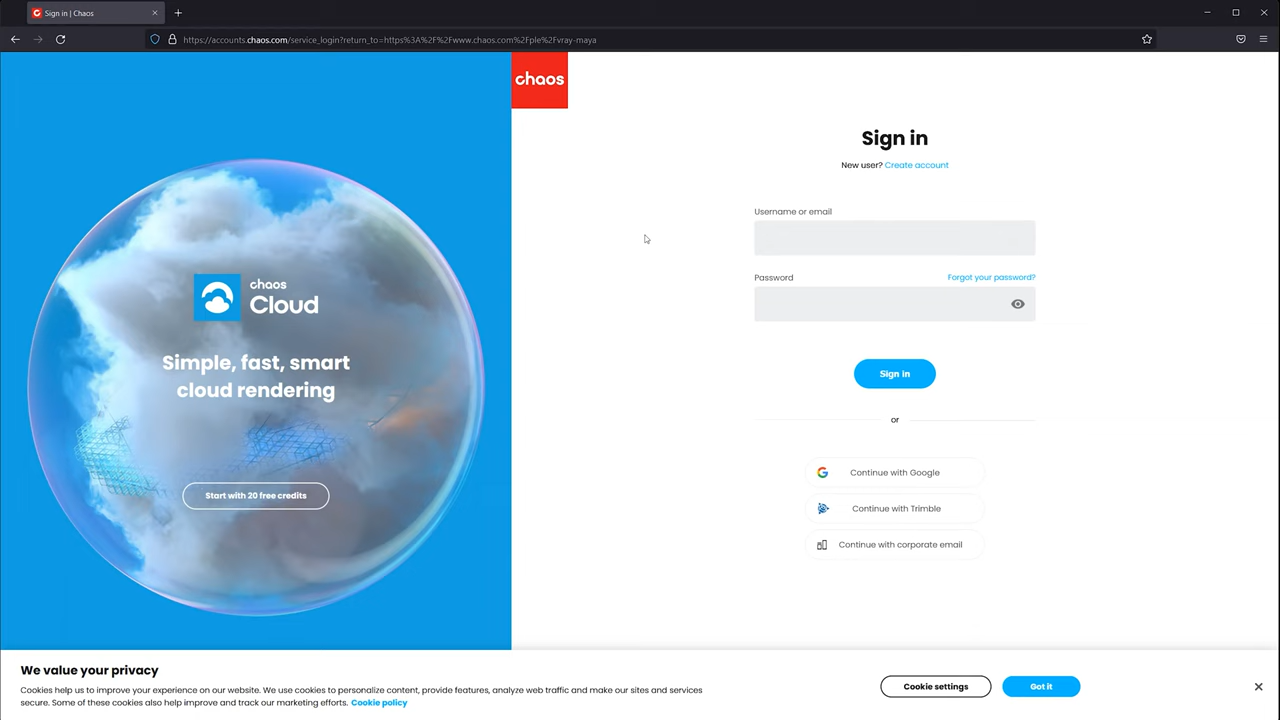 Sign in | Chaos
https://accounts.chaos.com/service_login?return_to=https%3A%2F%2Fwww.chaos.com%2Fple%2Fvray-maya
chaos
Sign in
New user? Create account
Username or email
Password
Forgot your password?
Sign in
or
Continue with Google
Continue with Trimble
Continue with corporate email
chaos
Cloud
Simple, fast, smart
cloud rendering
Start with 20 free credits
We value your privacy
Cookies help us to improve your experience on our website. We use cookies to personalize content, provide features, analyze web traffic and make our sites and services
secure. Some of these cookies also help improve and track our marketing efforts. Cookie policy
Cookie settings
Got it